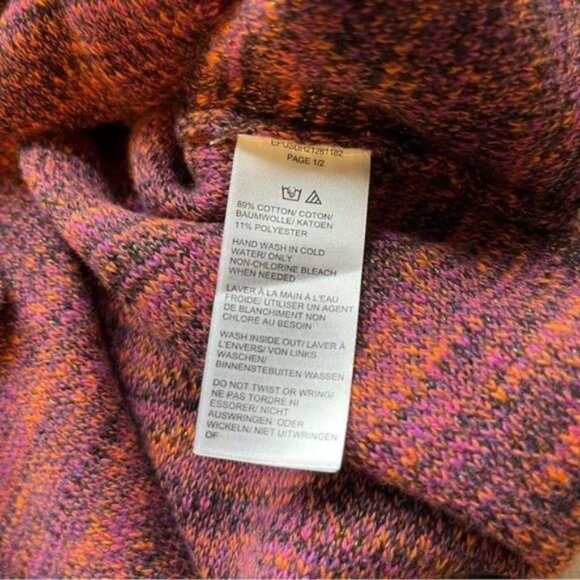 EPUSDH21281182
PAGE 1/2
89% COTTON/ COTON/
BAUMWOLLE/ KATOEN
11% POLYESTER
HAND WASH IN COLD
WATER/ ONLY
NON-CHLORINE BLEACH
WHEN NEEDED
LAVER À LA MAIN À L'EAU
FROIDE/ UTILISER UN AGENT
DE BLANCHIMENT NON
CHLORÉ AU BESOIN
WASH INSIDE OUT/ LAVER À
L'ENVERS/ VON LINKS
WASCHEN/
BINNENSTEBUITEN WASSEN
DO NOT TWIST OR WRING/
NE PAS TORDRE NI
ESSORER/ NICHT
AUSWRINGEN ODER
WICKELN/ NIET UITWRINGEN
OF